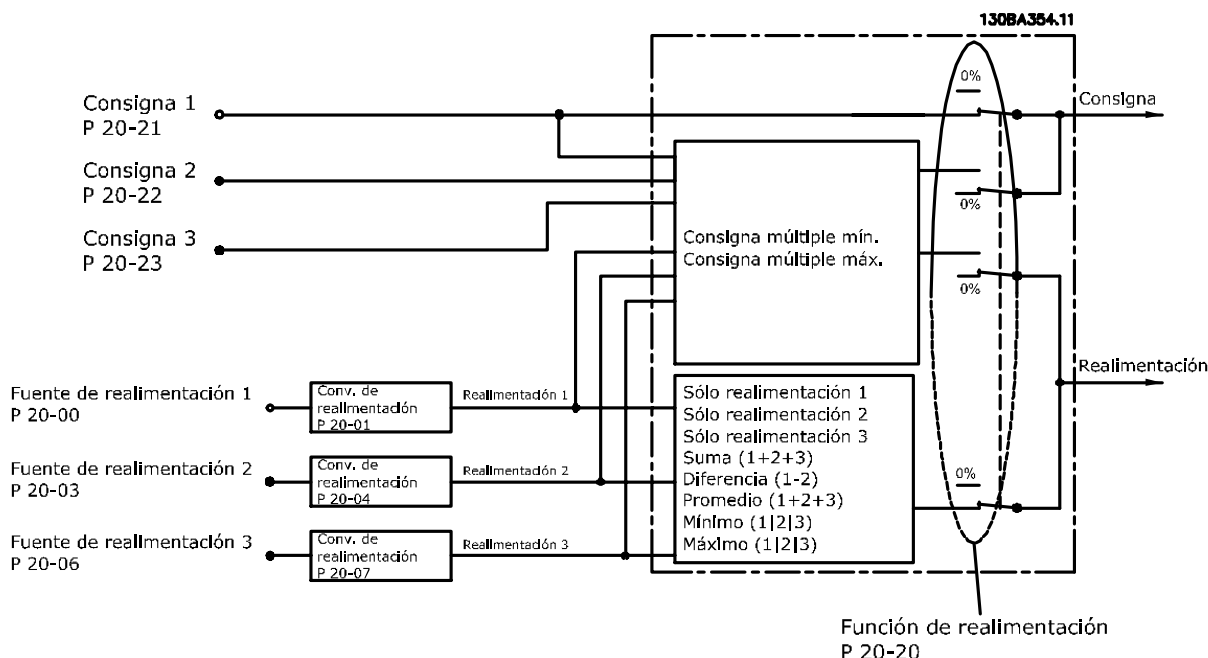 130BA354.11
0%
Consigna 1
P 20-21
Consigna
Consigna 2
P 20-22
0%
Consigna 3
P 20-23
Consigna múltiple mín.
Consigna múltiple máx.
0%
Realimentación
Fuente de realimentación 1
P 20-00
Conv. de
realimentación
P 20-01
Realimentación 1
Sólo realimentación 1
Sólo realimentación 2
Sólo realimentación 3
Suma (1+2+3)
Diferencia (1-2)
Promedio (1+2+3)
Mínimo (1|2|3)
Máximo (1|2|3)
0%
Fuente de realimentación 2
P 20-03
Conv. de
realimentación
P 20-04
Realimentación 2
Fuente de realimentación 3
P 20-06
Conv. de
realimentación
P 20-07
Realimentación 3
Función de realimentación
P 20-20